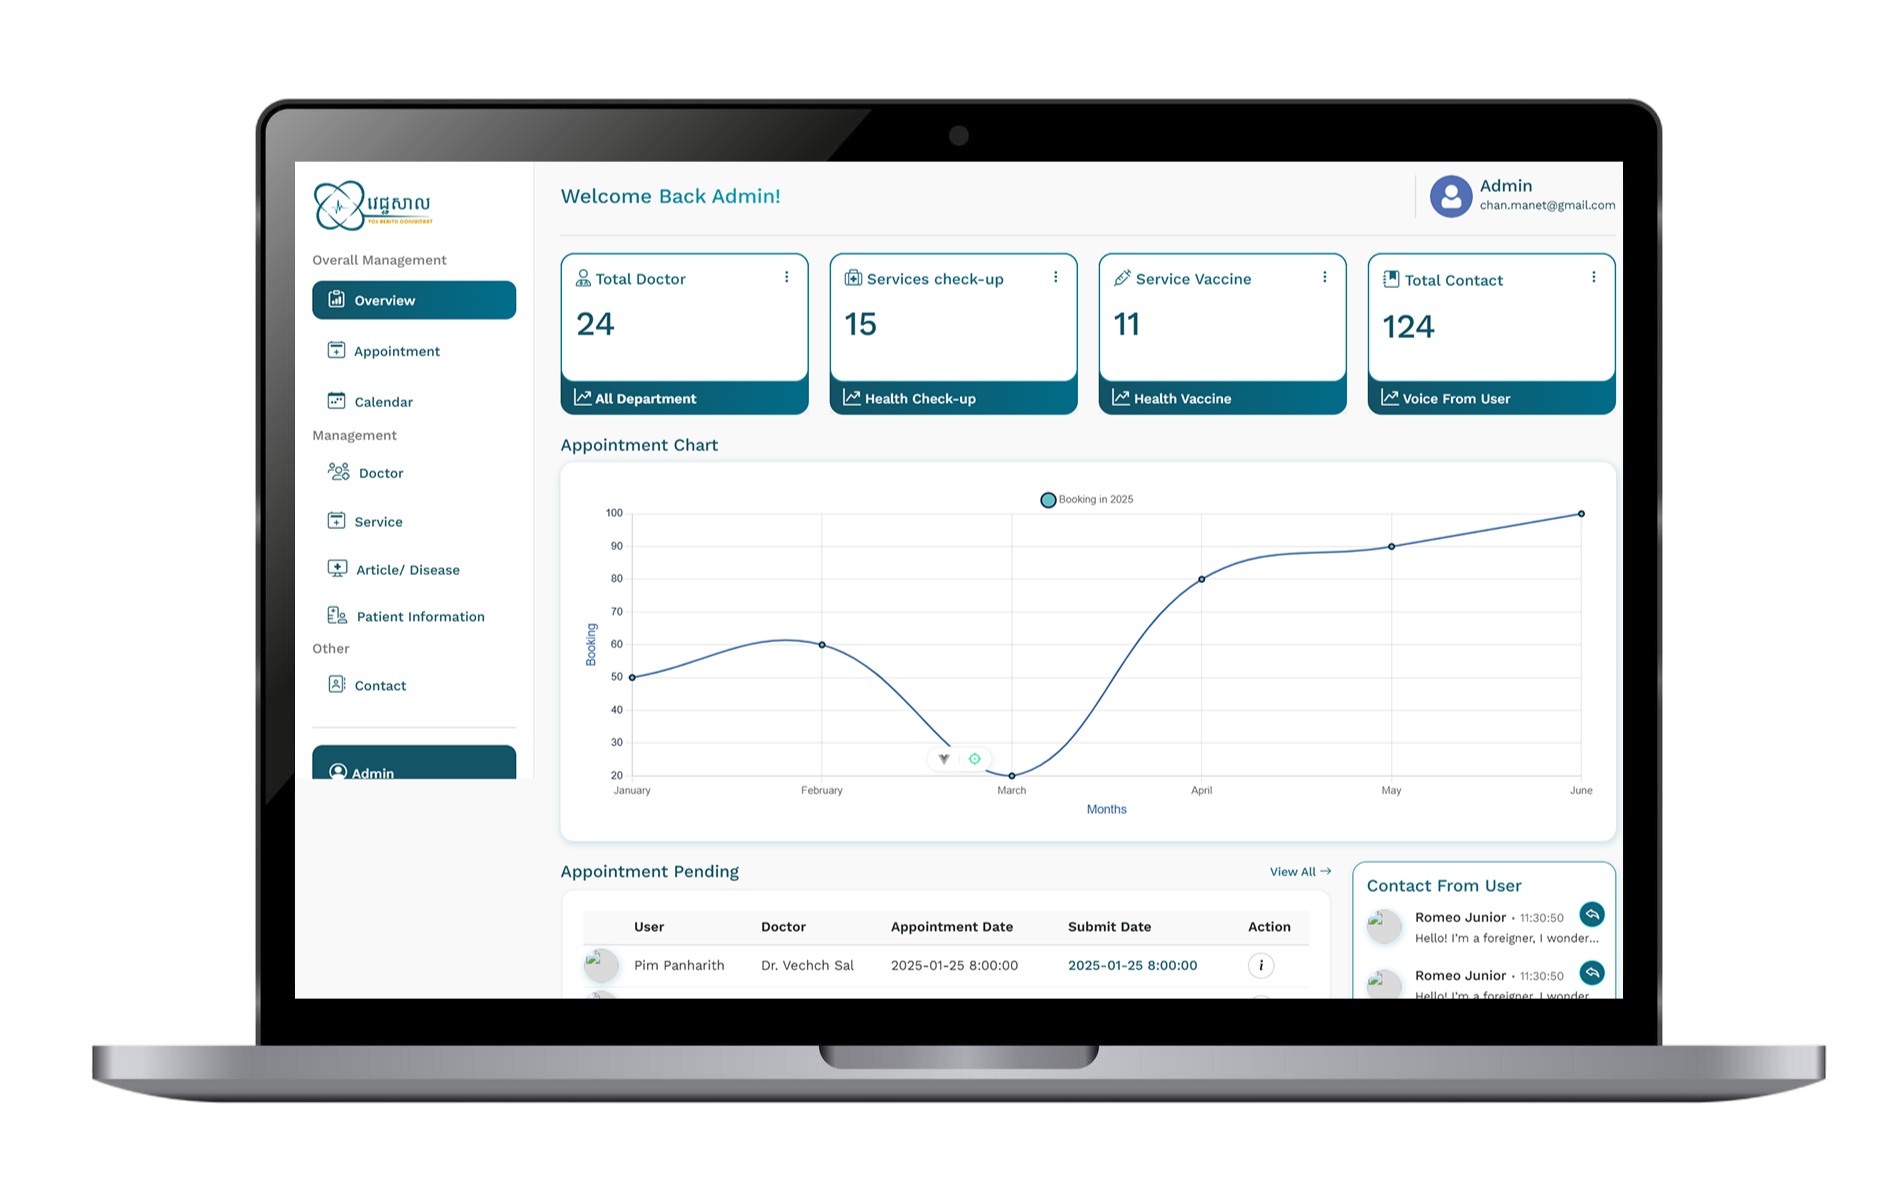 វេជ្ជសាល
YOU HEALTH CONSULTANT
Overall Management
Overview
Appointment
Calendar
Management
Doctor
Service
Article/ Disease
Patient Information
Other
Contact
Admin
Welcome Back Admin!
Admin
chan.manet@gmail.com
Total Doctor
24
All Department
Services check-up
15
Health Check-up
Service Vaccine
11
Health Vaccine
Total Contact
124
Voice From User
Appointment Chart
Booking in 2025
100
90
80
70
60
50
40
30
20
Booking
January February March April May June
Months
Appointment Pending
View All →
User Doctor Appointment Date Submit Date Action
Pim Panharith Dr. Vechch Sal 2025-01-25 8:00:00 2025-01-25 8:00:00 i
Contact From User
Romeo Junior • 11:30:50
Hello! I'm a foreigner, I wonder...
Romeo Junior • 11:30:50
Hello! I'm a foreigner, I wonder